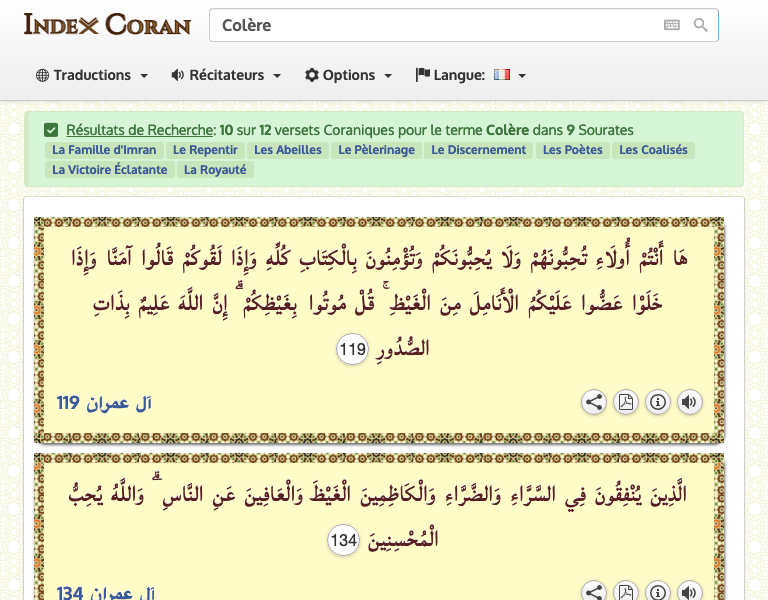 INDEX CORAN
Colère
Traductions
Récitateurs
Options
Langue:
Résultats de Recherche: 10 sur 12 versets Coraniques pour le terme Colère dans 9 Sourates
La Famille d'Imran Le Repentir Les Abeilles Le Pèlerinage Le Discernement Les Poètes Les Coalisés
La Victoire Éclatante La Royauté
هَا أَنْتُمْ أُولَاءِ تُحِبُّونَهُمْ وَلَا يُحِبُّونَكُمْ وَتُؤْمِنُونَ بِالْكِتَابِ كُلِّهِ وَإِذَا لَقُوكُمْ قَالُوا آمَنَّا وَإِذَا
خَلَوْا عَضُّوا عَلَيْكُمُ الْأَنَامِلَ مِنَ الْغَيْظِ ۚ قُلْ مُوتُوا بِغَيْظِكُمْ ۗ إِنَّ اللَّهَ عَلِيمٌ بِذَاتِ
الصُّدُورِ 119
آل عمران 119
الَّذِينَ يُنْفِقُونَ فِي السَّرَّاءِ وَالضَّرَّاءِ وَالْكَاظِمِينَ الْغَيْظَ وَالْعَافِينَ عَنِ النَّاسِ ۗ وَاللَّهُ يُحِبُّ
الْمُحْسِنِينَ 134
آل عمران 134